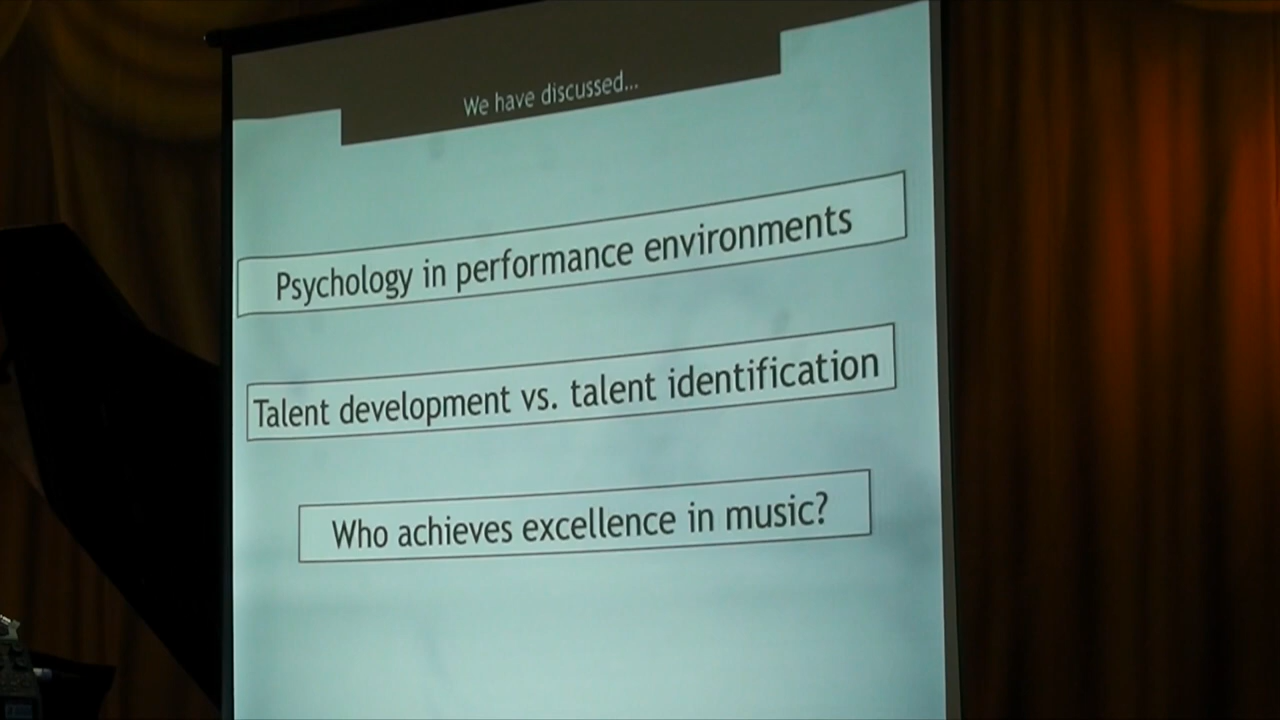 We have discussed...
Psychology in performance environments
Talent development vs. talent identification
Who achieves excellence in music?